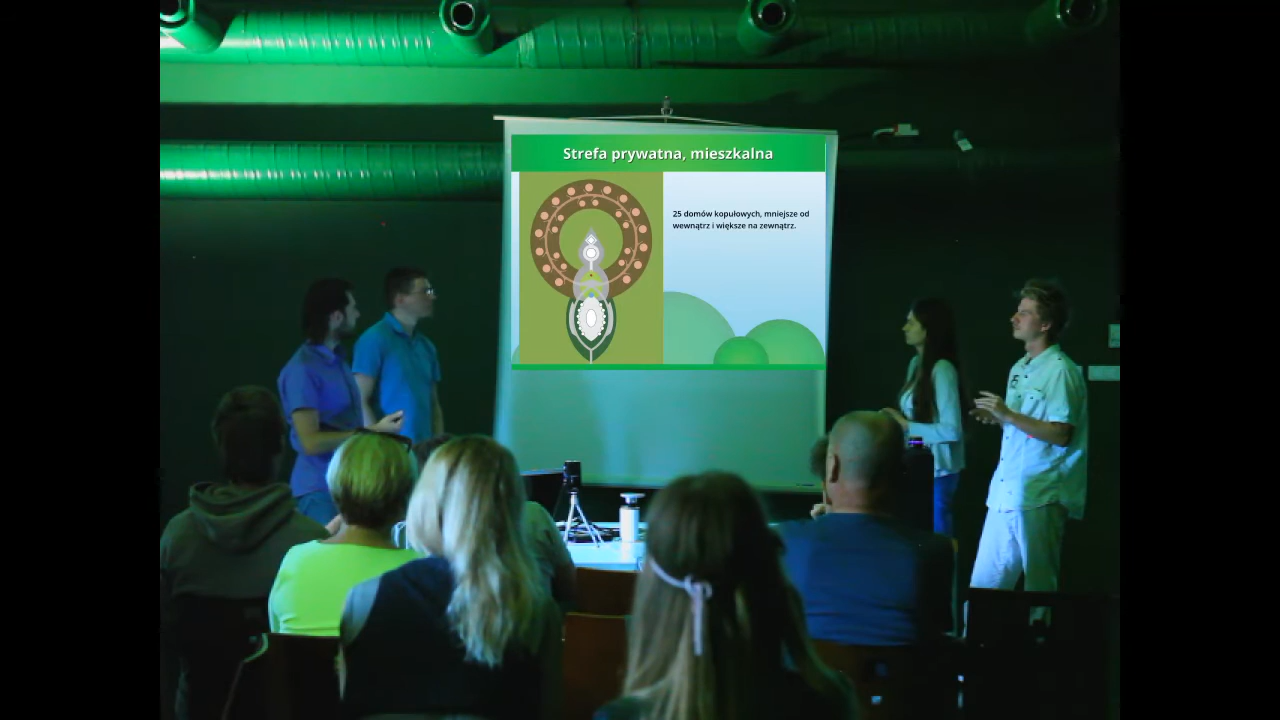 Strefa prywatna, mieszkalna
25 domów kopułowych, mniejsze od
wewnątrz i większe na zewnątrz.